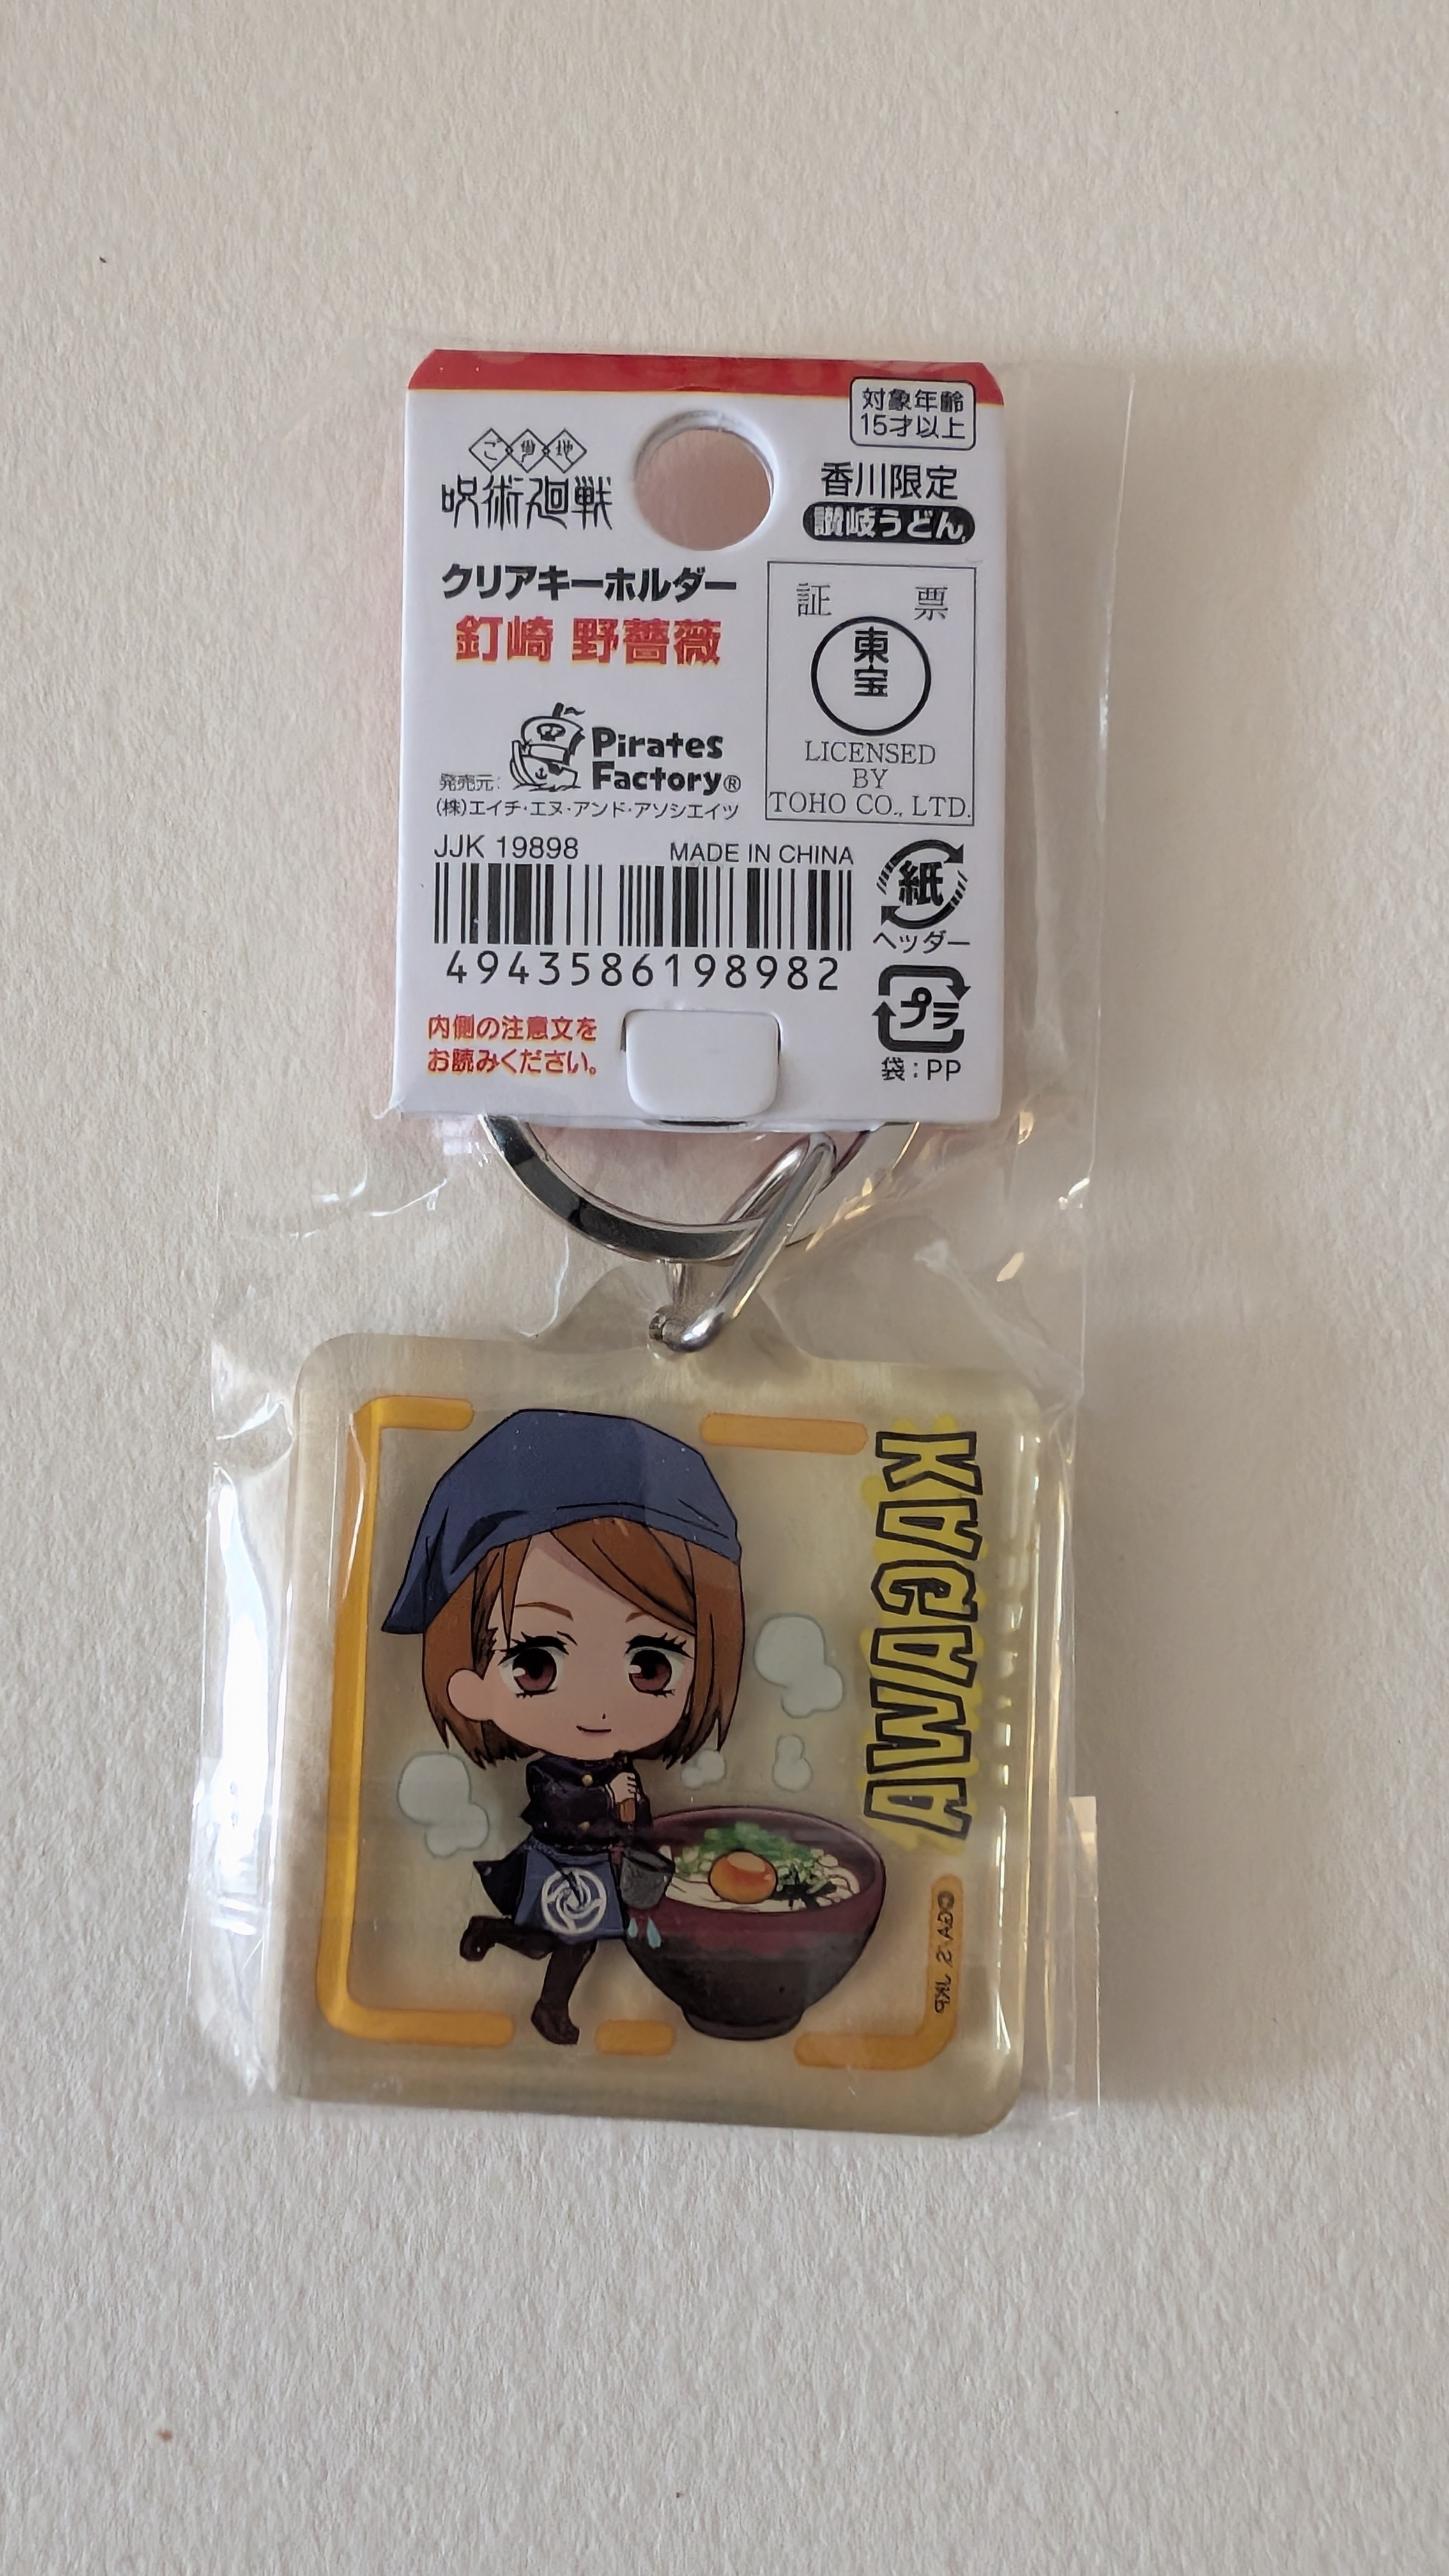 対象年齢
15才以上
ご当地
呪術廻戦
香川限定
讃岐うどん
クリアキーホルダー
釘崎 野薔薇
証 票
東宝
LICENSED
BY
TOHO CO., LTD.
Pirates
Factory®
発売元:
(株)エイチ・エヌ・アンド・アソシエイツ
JJK 19898
MADE IN CHINA
4943586198982
紙
ヘッダー
プラ
袋:PP
内側の注意文を
お読みください。
KAGAWA